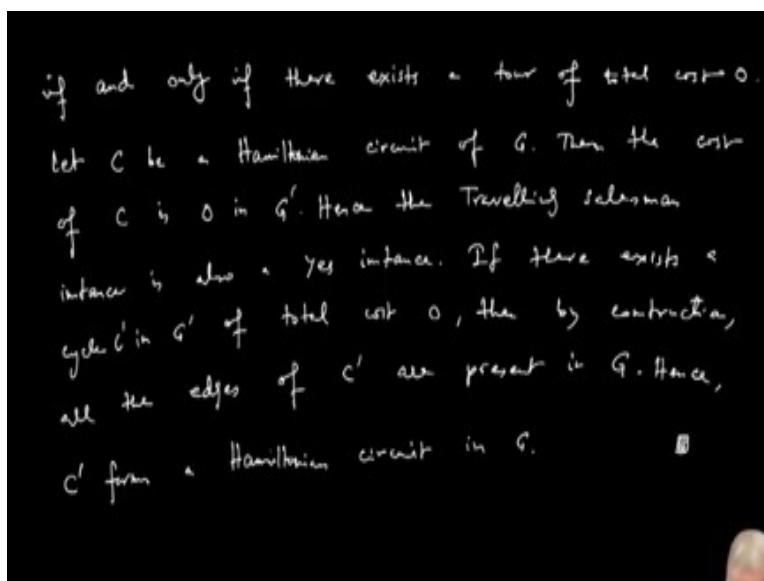 if and only if there exists a tour of total cost 0.
Let C be a Hamiltonian circuit of G. Then the cost
of C is 0 in G'. Hence the Travelling salesman
instance is also a Yes instance. If there exists a
cycle C' in G' of total cost 0, then by construction,
all the edges of C' are present in G. Hence,
C' forms a Hamiltonian circuit in G.